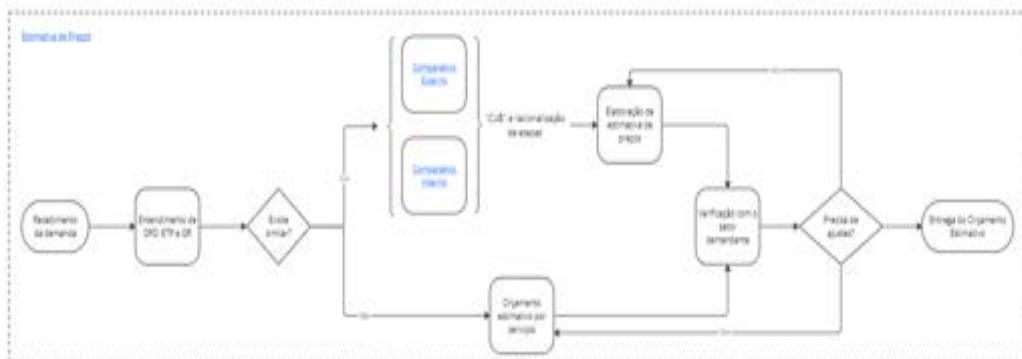 Estimativa de Preços
Comparativo
Externo
Comparativo
Interno
"CUB" e racionalização
de etapas
Elaboração de
estimativa de
preços
Recebimento
da demanda
Entendimento de
DFD, ETP e GR
Existe
similar?
Verificação com o
setor
demandante
Precisa de
ajustes?
Entrega do Orçamento
Estimativo
Orçamento
estimativo por
serviços